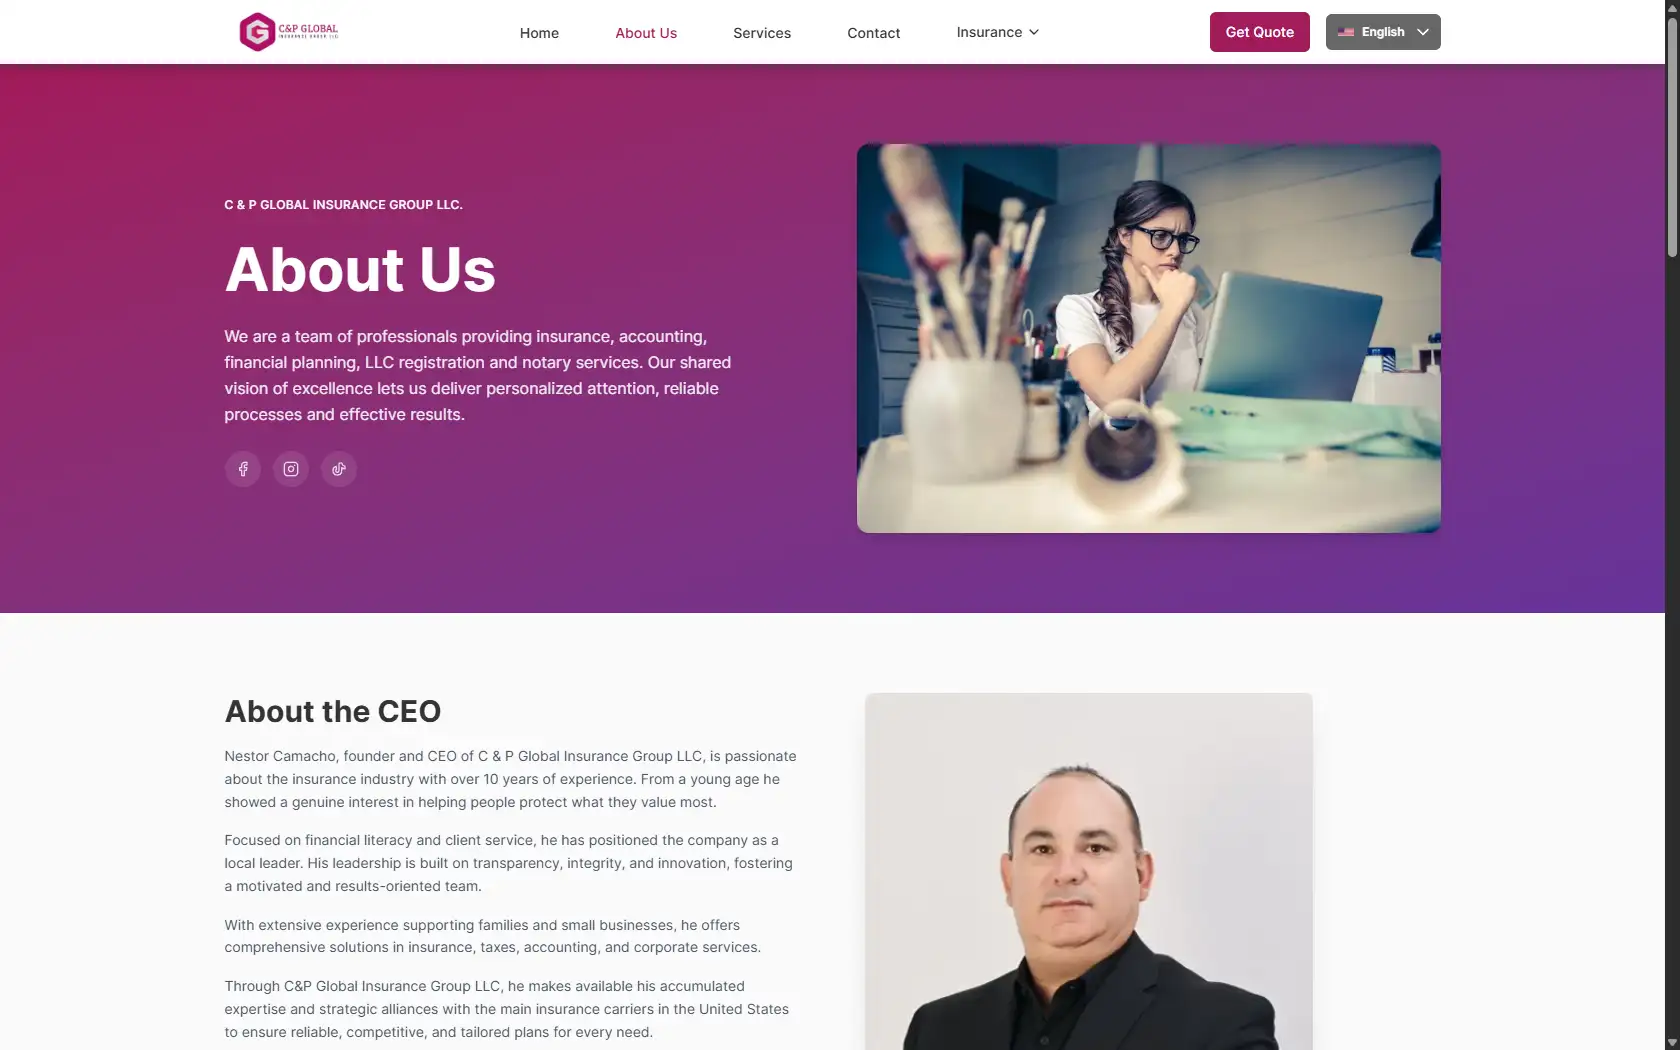 C&P GLOBAL
INSURANCE GROUP LLC
Home
About Us
Services
Contact
Insurance
Get Quote
English
C & P GLOBAL INSURANCE GROUP LLC.
About Us
We are a team of professionals providing insurance, accounting,
financial planning, LLC registration and notary services. Our shared
vision of excellence lets us deliver personalized attention, reliable
processes and effective results.
About the CEO
Nestor Camacho, founder and CEO of C & P Global Insurance Group LLC, is passionate
about the insurance industry with over 10 years of experience. From a young age he
showed a genuine interest in helping people protect what they value most.
Focused on financial literacy and client service, he has positioned the company as a
local leader. His leadership is built on transparency, integrity, and innovation, fostering
a motivated and results-oriented team.
With extensive experience supporting families and small businesses, he offers
comprehensive solutions in insurance, taxes, accounting, and corporate services.
Through C&P Global Insurance Group LLC, he makes available his accumulated
expertise and strategic alliances with the main insurance carriers in the United States
to ensure reliable, competitive, and tailored plans for every need.